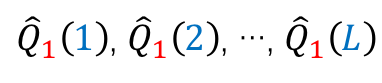 Q̂₁(1), Q̂₁(2), ⋯, Q̂₁(L)